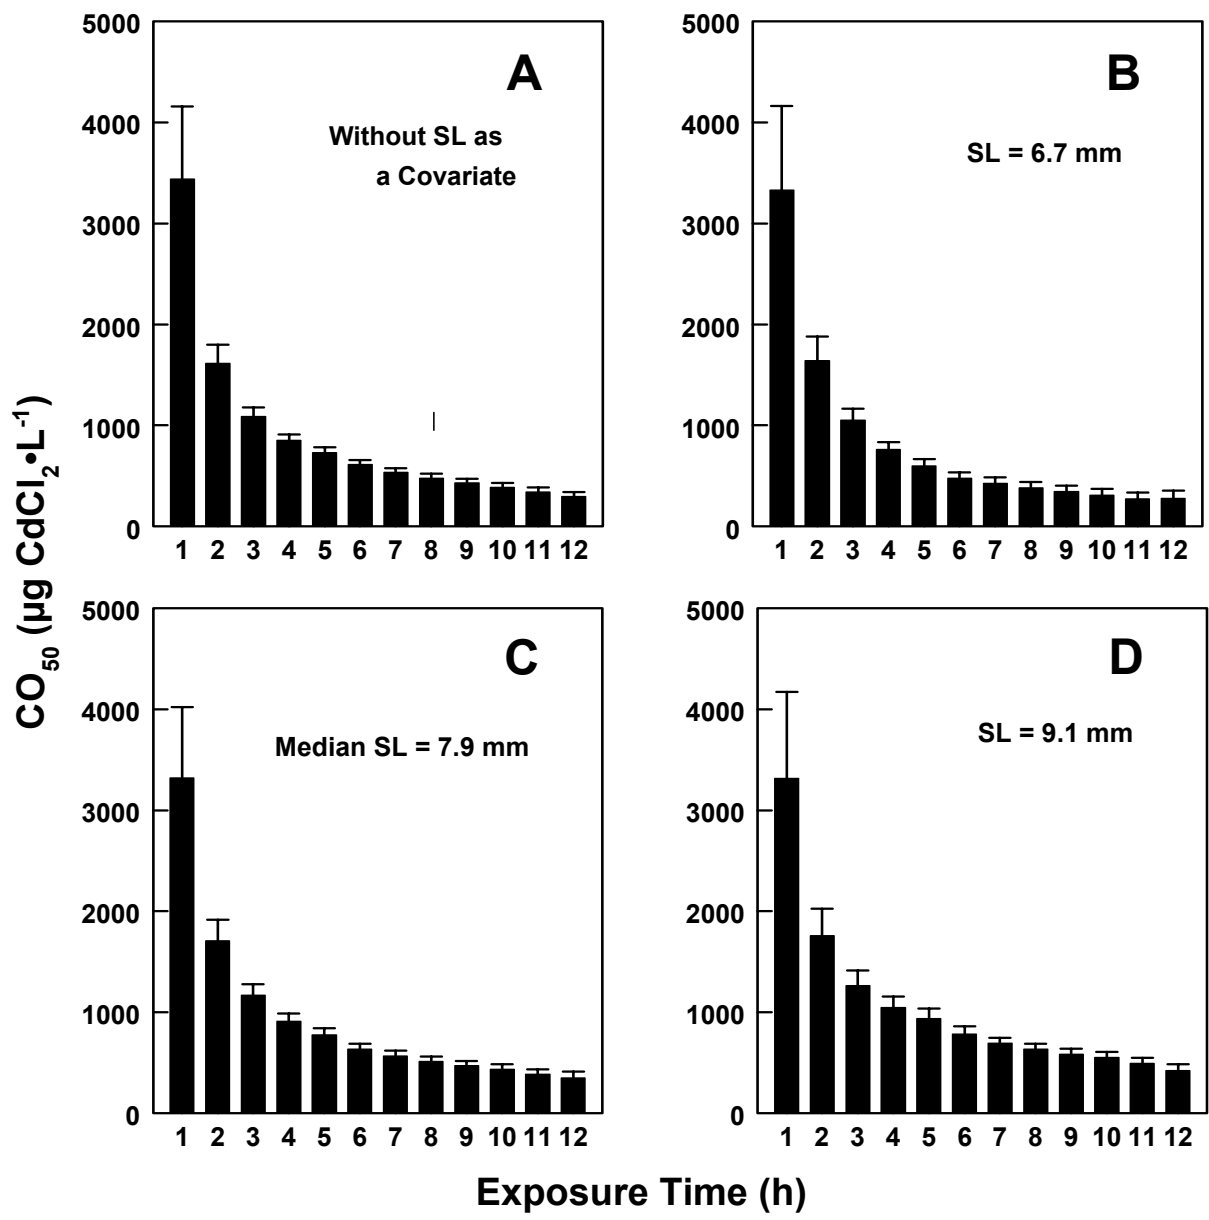 CO50 (µg CdCl2•L-1)
5000
4000
3000
2000
1000
0
A
Without SL as
a Covariate
1 2 3 4 5 6 7 8 9 10 11 12
5000
4000
3000
2000
1000
0
B
SL = 6.7 mm
1 2 3 4 5 6 7 8 9 10 11 12
5000
4000
3000
2000
1000
0
C
Median SL = 7.9 mm
1 2 3 4 5 6 7 8 9 10 11 12
5000
4000
3000
2000
1000
0
D
SL = 9.1 mm
1 2 3 4 5 6 7 8 9 10 11 12
Exposure Time (h)